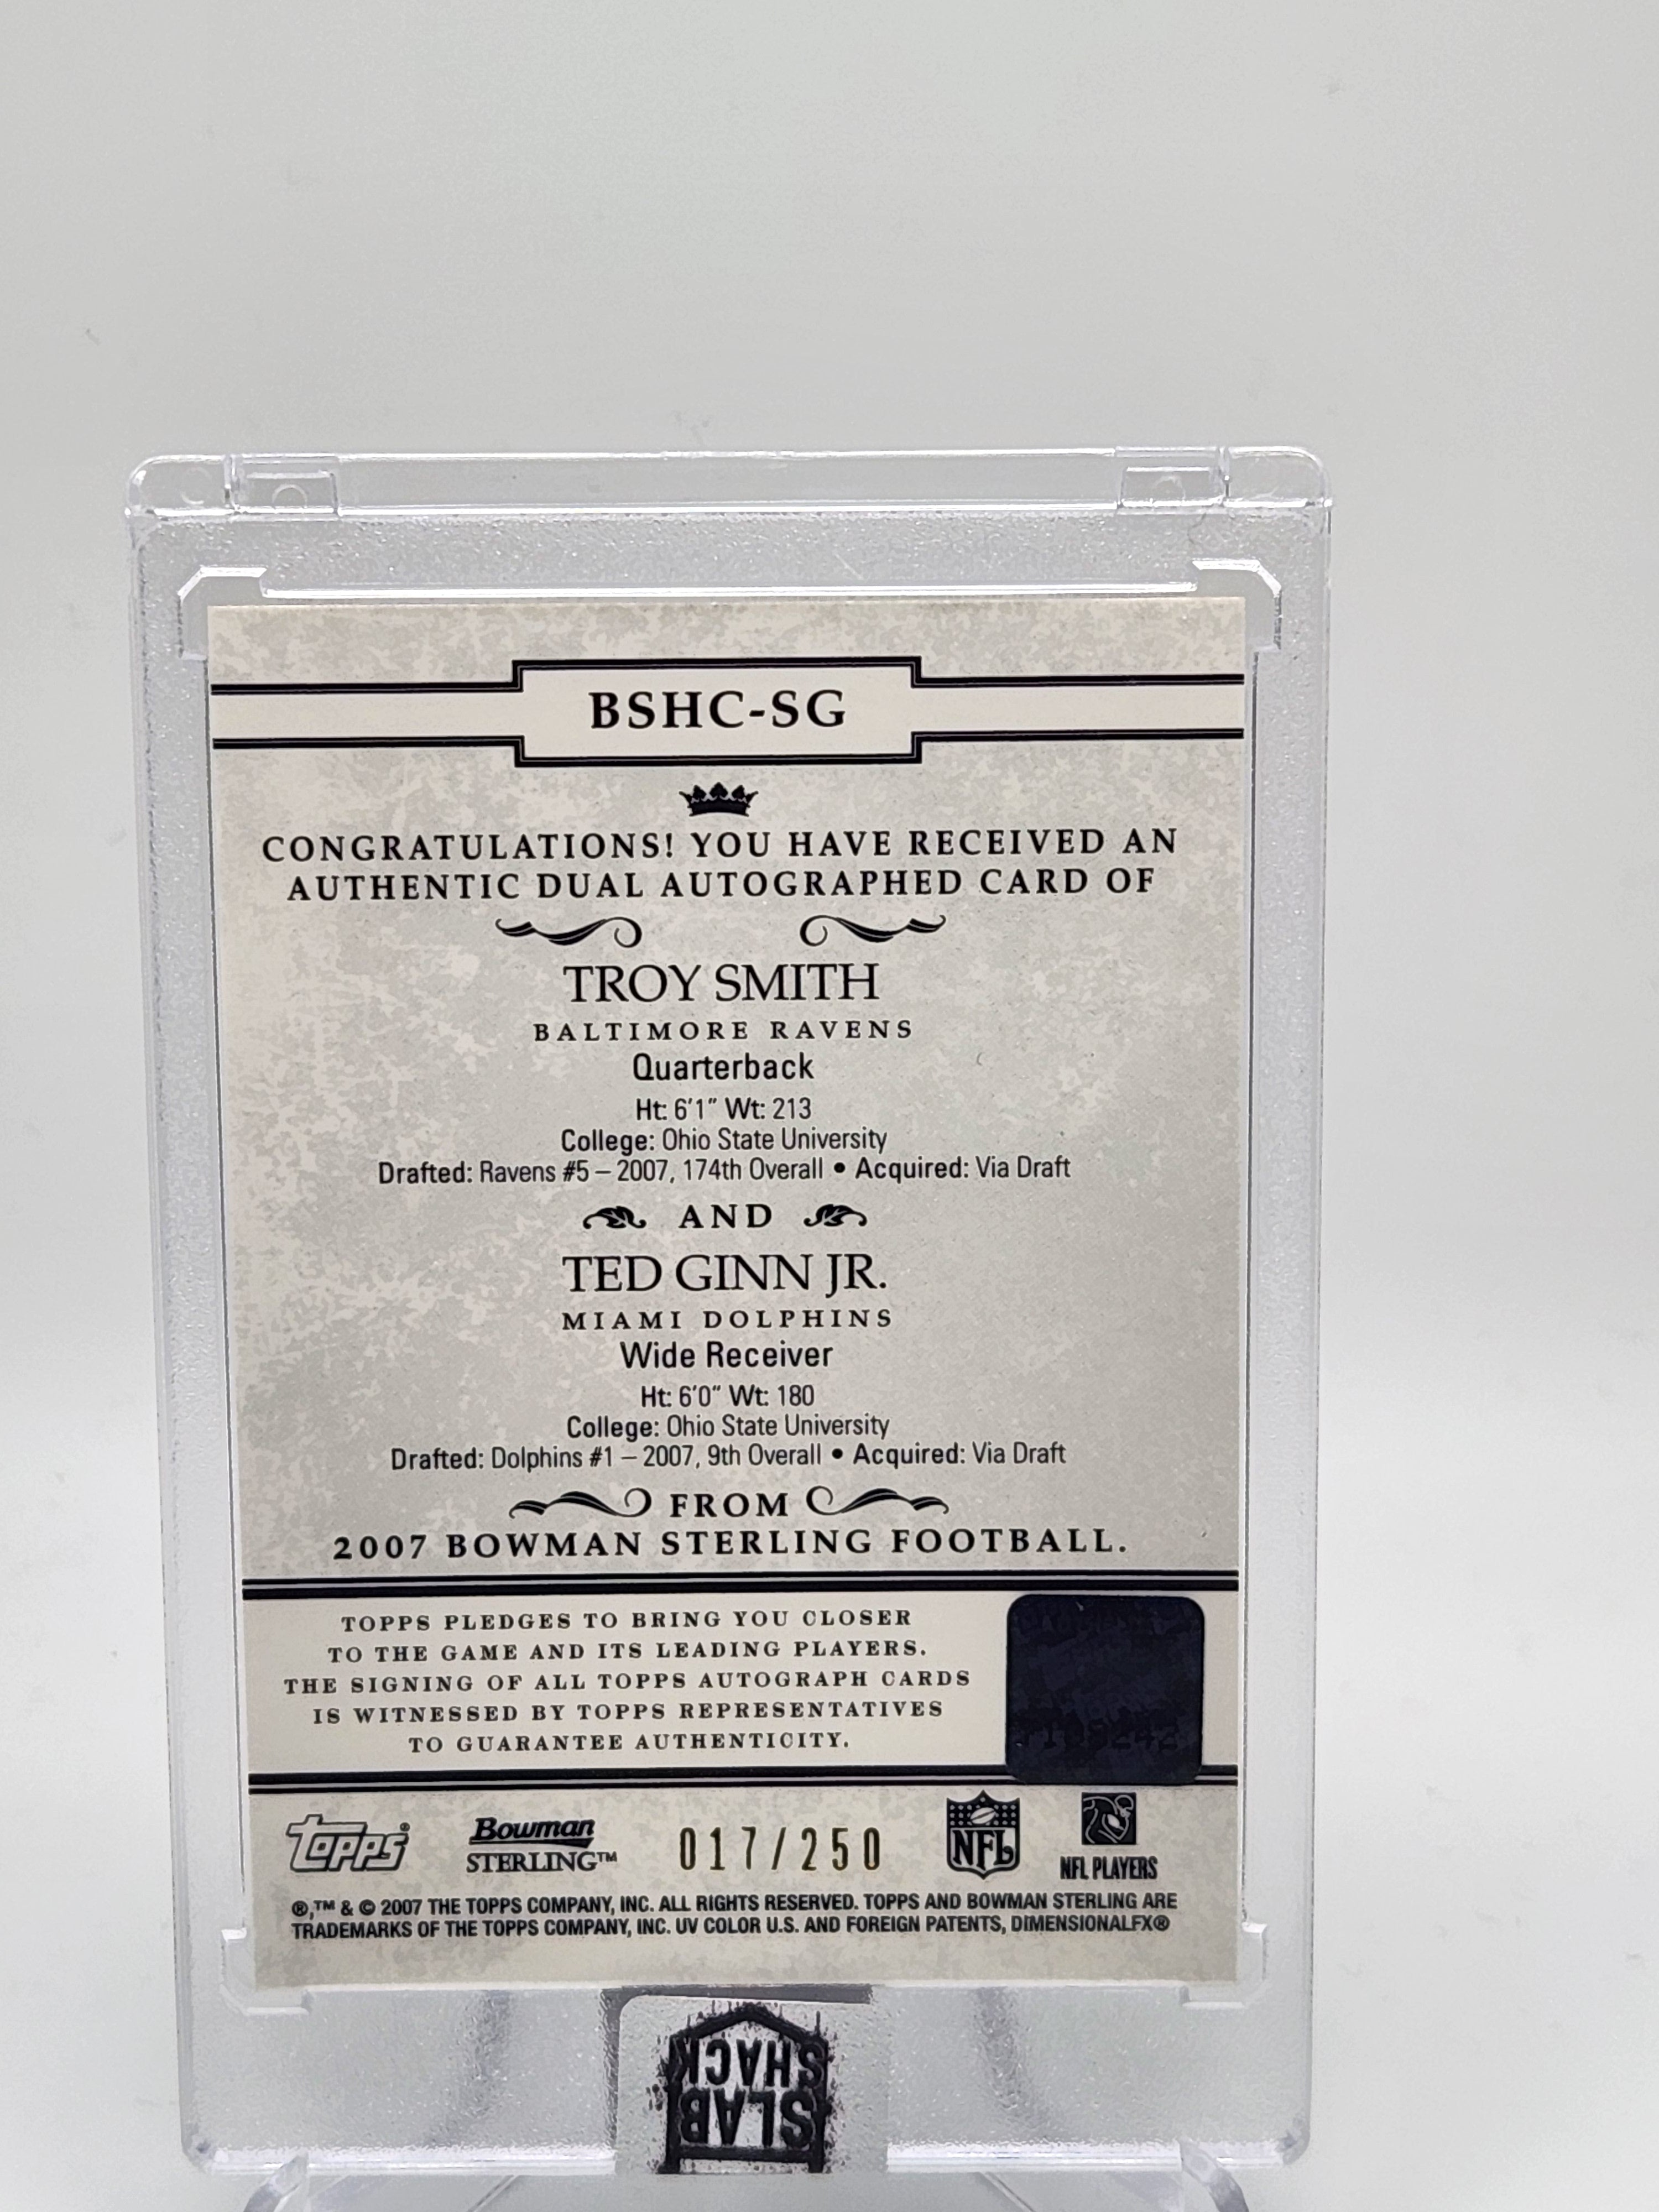 BSHC-SG
CONGRATULATIONS! YOU HAVE RECEIVED AN
AUTHENTIC DUAL AUTOGRAPHED CARD OF
TROY SMITH
BALTIMORE RAVENS
Quarterback
Ht: 6'1" Wt: 213
College: Ohio State University
Drafted: Ravens #5 – 2007, 174th Overall • Acquired: Via Draft
AND
TED GINN JR.
MIAMI DOLPHINS
Wide Receiver
Ht: 6'0" Wt: 180
College: Ohio State University
Drafted: Dolphins #1 – 2007, 9th Overall • Acquired: Via Draft
FROM
2007 BOWMAN STERLING FOOTBALL.
TOPPS PLEDGES TO BRING YOU CLOSER
TO THE GAME AND ITS LEADING PLAYERS.
THE SIGNING OF ALL TOPPS AUTOGRAPH CARDS
IS WITNESSED BY TOPPS REPRESENTATIVES
TO GUARANTEE AUTHENTICITY.
Topps®
Bowman
STERLING™
017/250
NFL
NFL PLAYERS
®,™ & © 2007 THE TOPPS COMPANY, INC. ALL RIGHTS RESERVED. TOPPS AND BOWMAN STERLING ARE
TRADEMARKS OF THE TOPPS COMPANY, INC. UV COLOR U.S. AND FOREIGN PATENTS, DIMENSIONALFX®
SLAB
SHACK